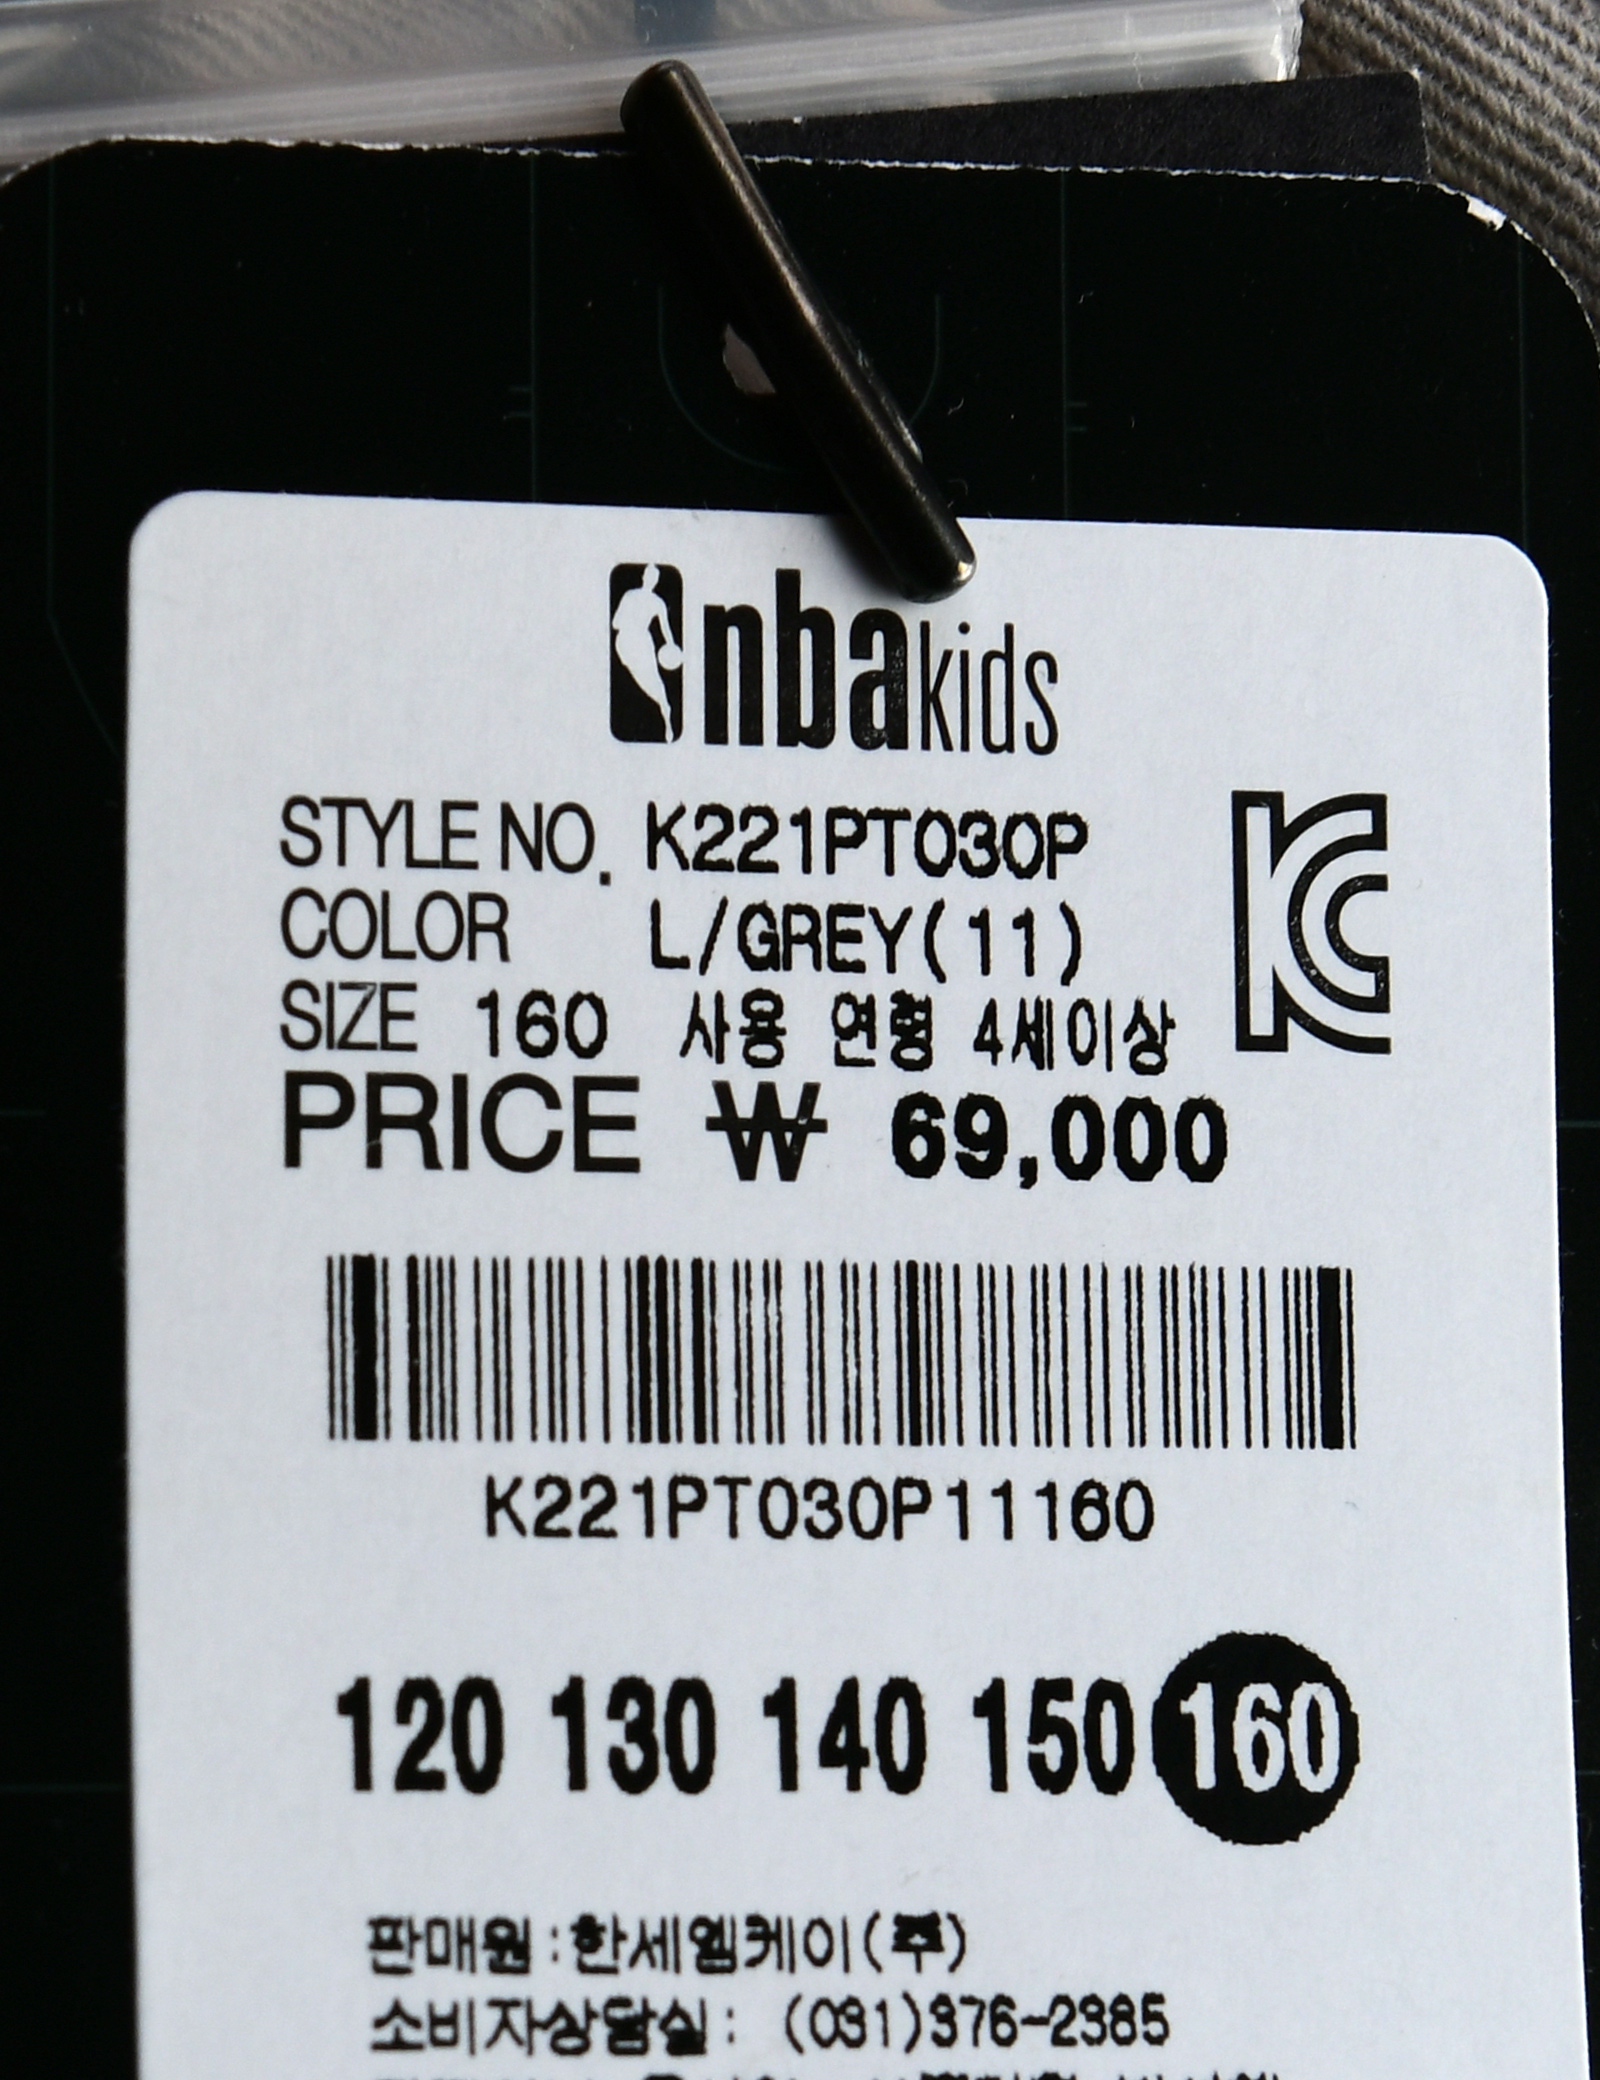 nbakids
STYLE NO. K221PT030P
COLOR L/GREY(11)
SIZE 160 사용 연령 4세이상
PRICE ₩ 69,000
K221PT030P11160
120 130 140 150 160
판매원:한세엠케이(주)
소비자상담실: (031)376-2385